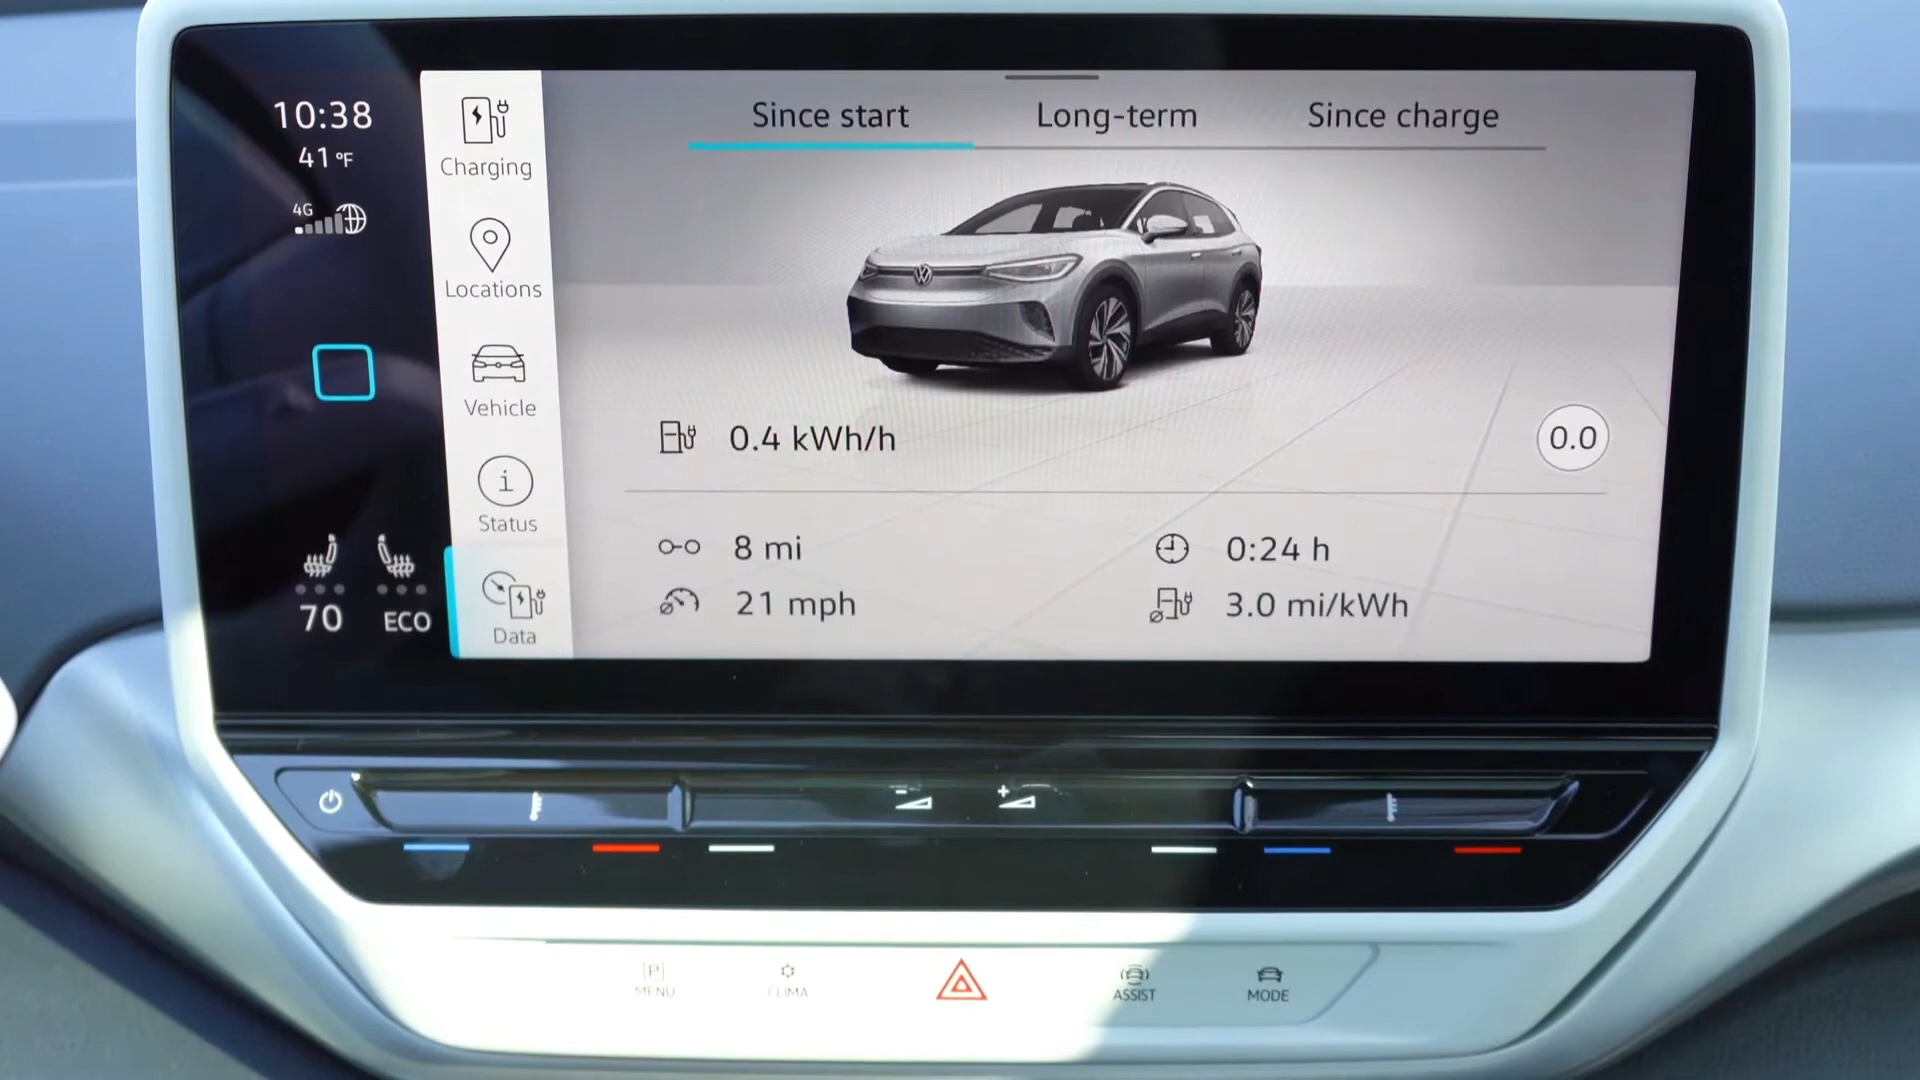 10:38
41 °F
4G
70
ECO
Charging
Locations
Vehicle
i
Status
Data
Since start
Long-term
Since charge
0.4 kWh/h
0.0
8 mi
0:24 h
21 mph
3.0 mi/kWh
P
MENU
CLIMA
ASSIST
MODE